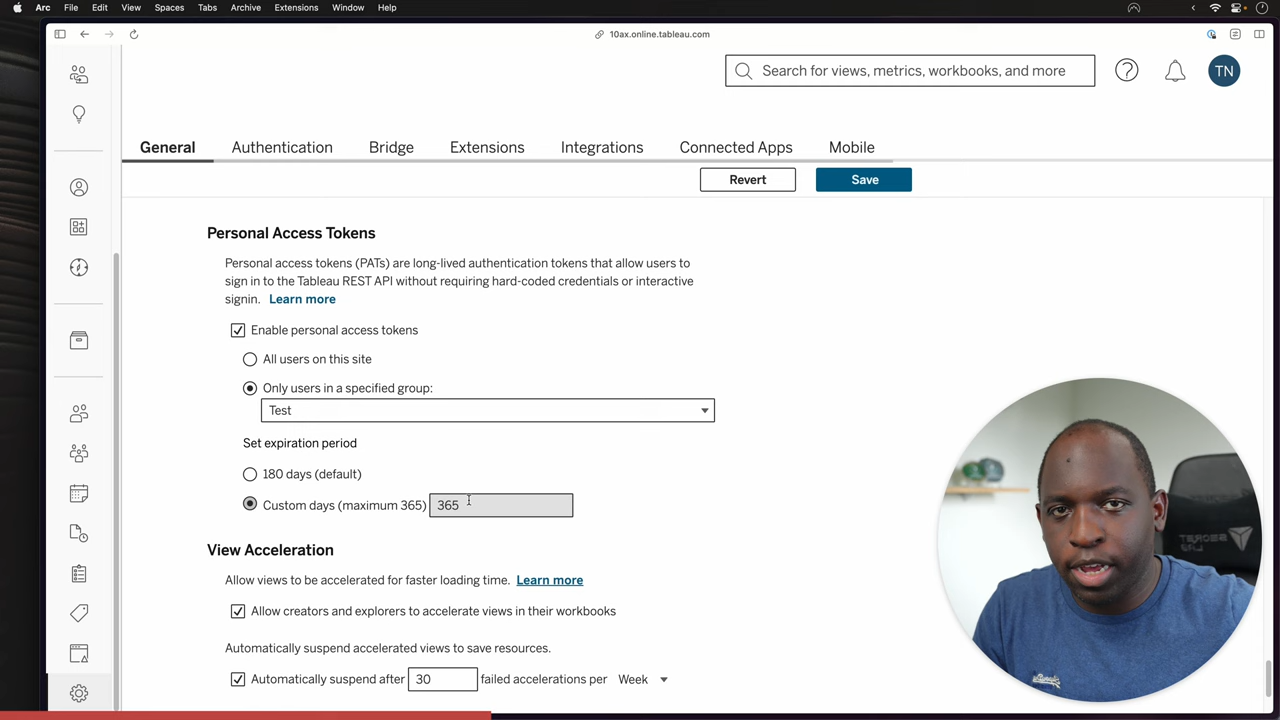 Arc File Edit View Spaces Tabs Archive Extensions Window Help
10ax.online.tableau.com
Search for views, metrics, workbooks, and more
TN
General Authentication Bridge Extensions Integrations Connected Apps Mobile
Revert Save
Personal Access Tokens
Personal access tokens (PATs) are long-lived authentication tokens that allow users to
sign in to the Tableau REST API without requiring hard-coded credentials or interactive
signin. Learn more
Enable personal access tokens
All users on this site
Only users in a specified group:
Test
Set expiration period
180 days (default)
Custom days (maximum 365) 365
View Acceleration
Allow views to be accelerated for faster loading time. Learn more
Allow creators and explorers to accelerate views in their workbooks
Automatically suspend accelerated views to save resources.
Automatically suspend after 30 failed accelerations per Week